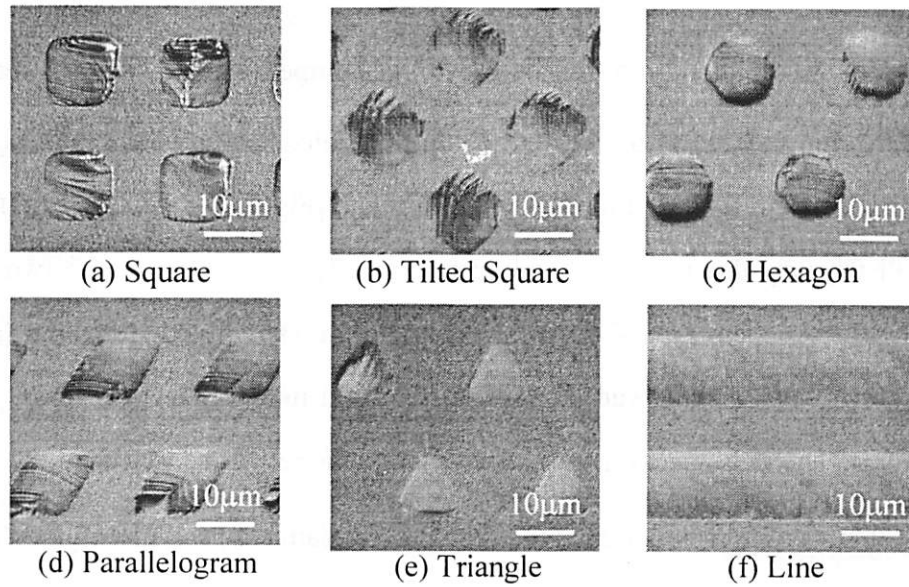 10μm
10μm
10μm
(a) Square
(b) Tilted Square
(c) Hexagon
10μm
10μm
10μm
(d) Parallelogram
(e) Triangle
(f) Line